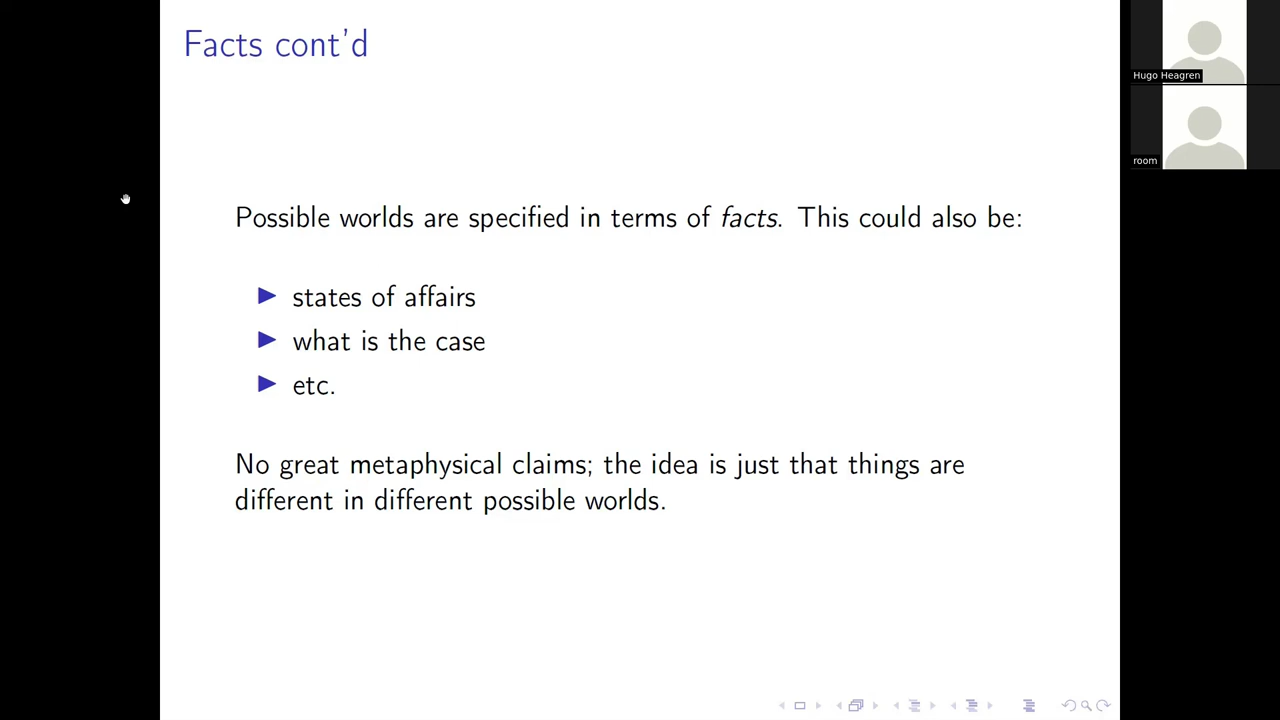 Facts cont'd
Hugo Heagren
room
Possible worlds are specified in terms of facts. This could also be:
states of affairs
what is the case
etc.
No great metaphysical claims; the idea is just that things are
different in different possible worlds.